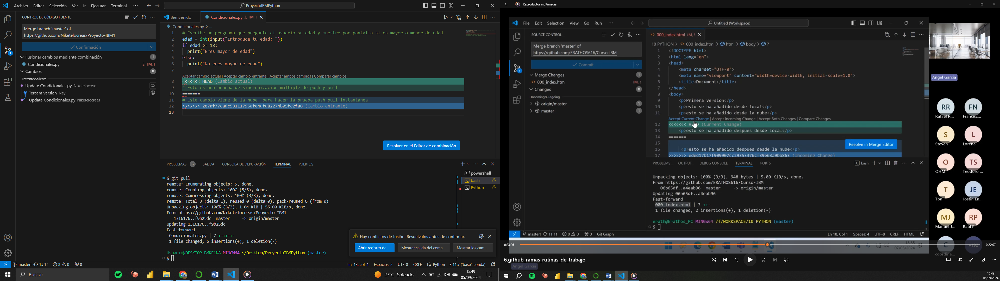 Archivo Editar Selección Ver Ir Ejecutar Terminal ··· ProyectoIBMPython
CONTROL DE CÓDIGO FUENTE
Merge branch 'master' of
https://github.com/Niketelocreas/Proyecto-IBM1
Confirmación
Fusionar cambios mediante combinación 1
Condicionales.py 3, ↓M, !
Cambios 0
Entrante/Saliente
Update Condicionales.py Niketelocreas
Tercera version Nay
Update Condicionales.py Niketelocreas
Bienvenido
Condicionales.py 3, ↓M, !
Condicionales.py > ...
1 # Escribe un programa que pregunte al usuario su edad y muestre por pantalla si es mayor o menor de edad
2 edad = int(input("Introduce tu edad: "))
3 if edad >= 18:
4 print("Eres mayor de edad")
5 else:
6 print("No eres mayor de edad")
7
Aceptar cambio actual | Aceptar cambio entrante | Aceptar ambos cambios | Comparar cambios
8 <<<<<<< HEAD (Cambio actual)
9 # Esto es una prueba de sincronización multiple de push y pull
10 =======
11 # Este cambio viene de la nube, para hacer la prueba push pull instantánea
12 >>>>>>> 2e7af77cadc53111796afe4dfd82274b05fc2fa8 (Cambio entrante)
13
Resolver en el Editor de combinación
PROBLEMAS 3 SALIDA CONSOLA DE DEPURACIÓN TERMINAL PUERTOS
powershell
bash
Python
$ git pull
remote: Enumerating objects: 5, done.
remote: Counting objects: 100% (5/5), done.
remote: Compressing objects: 100% (3/3), done.
remote: Total 3 (delta 1), reused 0 (delta 0), pack-reused 0 (from 0)
Unpacking objects: 100% (3/3), 1.04 KiB | 55.00 KiB/s, done.
From https://github.com/Niketelocreas/Proyecto-IBM1
1316176..f9b25dc master -> origin/master
Updating 1316176..f9b25dc
Fast-forward
Condicionales.py | 7 ++++++-
1 file changed, 6 insertions(+), 1 deletion(-)
Usuario@DESKTOP-BMKE1NA MINGW64 ~/Desktop/ProyectoIBMPython (master)
$
Hay conflictos de fusión. Resuelvalos antes de confirmar.
Abrir registro de ... Mostrar salida del coma... Mostrar los cam...
master! 1↓ 1↑ 3 0 0 Lín. 13, col. 1 Espacios: 2 UTF-8 CRLF Python 3.11.7 ('base': conda)
Buscar
27°C Soleado
15:49
05/09/2024
Reproductor multimedia
File Edit Selection View Go Run ··· Untitled (Workspace)
SOURCE CONTROL
Merge branch 'master' of
https://github.com/ERATHOS616/Curso-IBM
Commit
Merge Changes 1
000_index.html ↓M, !
Changes 0
Incoming/Outgoing
origin/master 1
master 1
000_index.html ↓M, !
10 PYTHON > 000_index.html > html > body > ?
1 <!DOCTYPE html>
2 <html lang="en">
3 <head>
4 <meta charset="UTF-8">
5 <meta name="viewport" content="width=device-width, initial-scale=1.0">
6 <title>Document</title>
7 </head>
8 <body>
9 <p>Primera version</p>
10 <p>esto se ha añadido desde local</p>
11 <p>esto se ha añadido desde la nube</p>
Accept Current Change | Accept Incoming Change | Accept Both Changes | Compare Changes
12 <<<<<<< HEAD (Current Change)
13 <p>esto se ha añadido despues desde local</p>
14 =======
15
16 <p>esto se ha añadido despues desde la nube</p>
17 >>>>>>> eded17b17f909907cc29353376cf39e63a9bb863 (Incoming Change)
Resolve in Merge Editor
PROBLEMS OUTPUT DEBUG CONSOLE TERMINAL PORTS bash
Unpacking objects: 100% (3/3), 948 bytes | 5.00 KiB/s, done.
From https://github.com/ERATHOS616/Curso-IBM
06b65df..a4eab96 master -> origin/master
Updating 06b65df..a4eab96
Fast-forward
000_index.html | 3 ++-
1 file changed, 2 insertions(+), 1 deletion(-)
erath@Erathos_PC MINGW64 /f/WORKSPACE/10 PYTHON (master)
$
master! 1↓ 1↑ 0 0 0 Git Graph Ln 18, Col 1 Spaces: 4 UTF-8 CRLF HTML
18:35
07/05/2024
0:23:26
0:20:07
6.github_ramas_rutinas_de_trabajo
Angel García
10
30
Angel García
RR FN
Rafael R... Francisc...
S L
Steven Lorena
O TS
OHM Teodoro ...
T JE
Toni Jostin En...
MJ RP
Manuel J... Raúl P
C +192
coordina...
15:49
05/09/2024